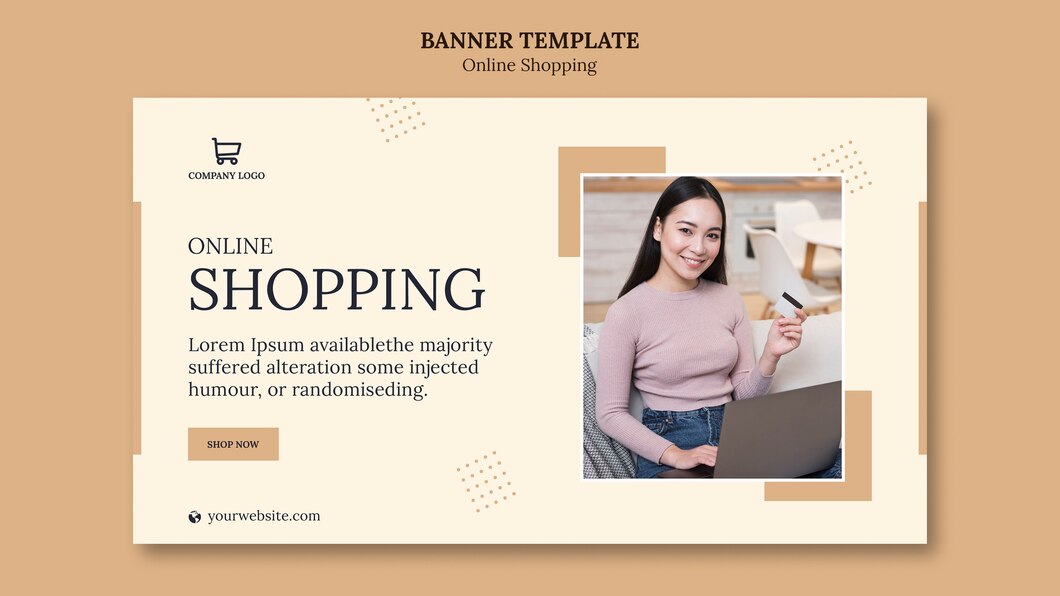 BANNER TEMPLATE
Online Shopping
COMPANY LOGO
ONLINE
SHOPPING
Lorem Ipsum availablethe majority
suffered alteration some injected
humour, or randomiseding.
SHOP NOW
yourwebsite.com